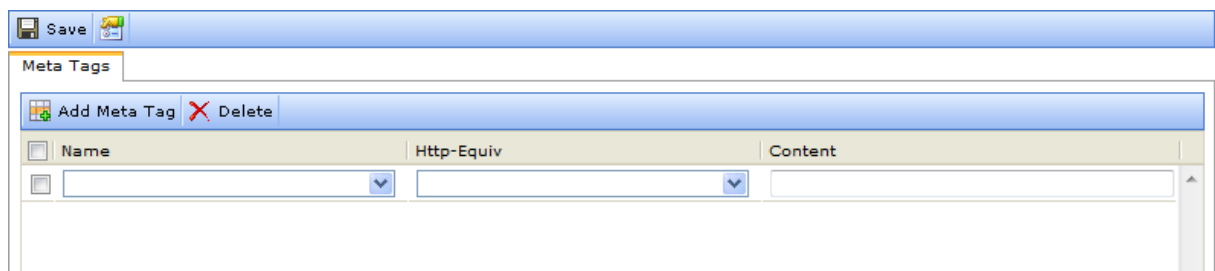 Save
Meta Tags
Add Meta Tag Delete
Name Http-Equiv Content